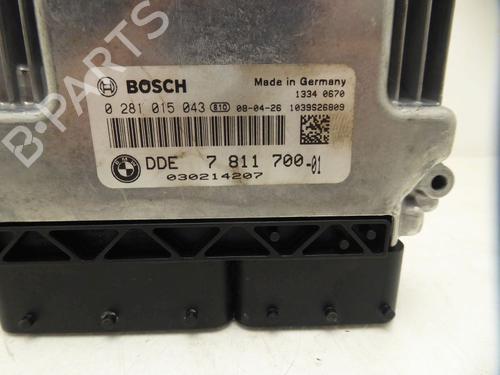 BOSCH
Made in Germany
1334 0670
0 281 015 043 810 08-04-26 1039S26809
BMW
DDE 7 811 700-01
030214207